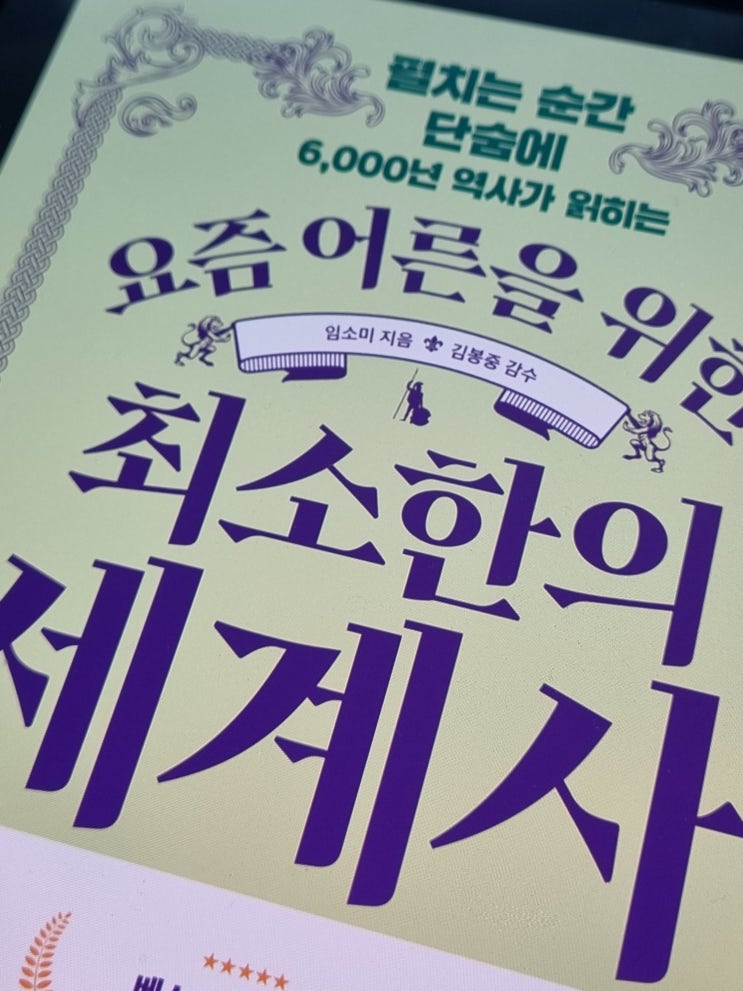 펼치는 순간
단숨에
6,000년 역사가 읽히는
요즘 어른을 위한
임소미 지음 김봉중 감수
최소한의
세계사